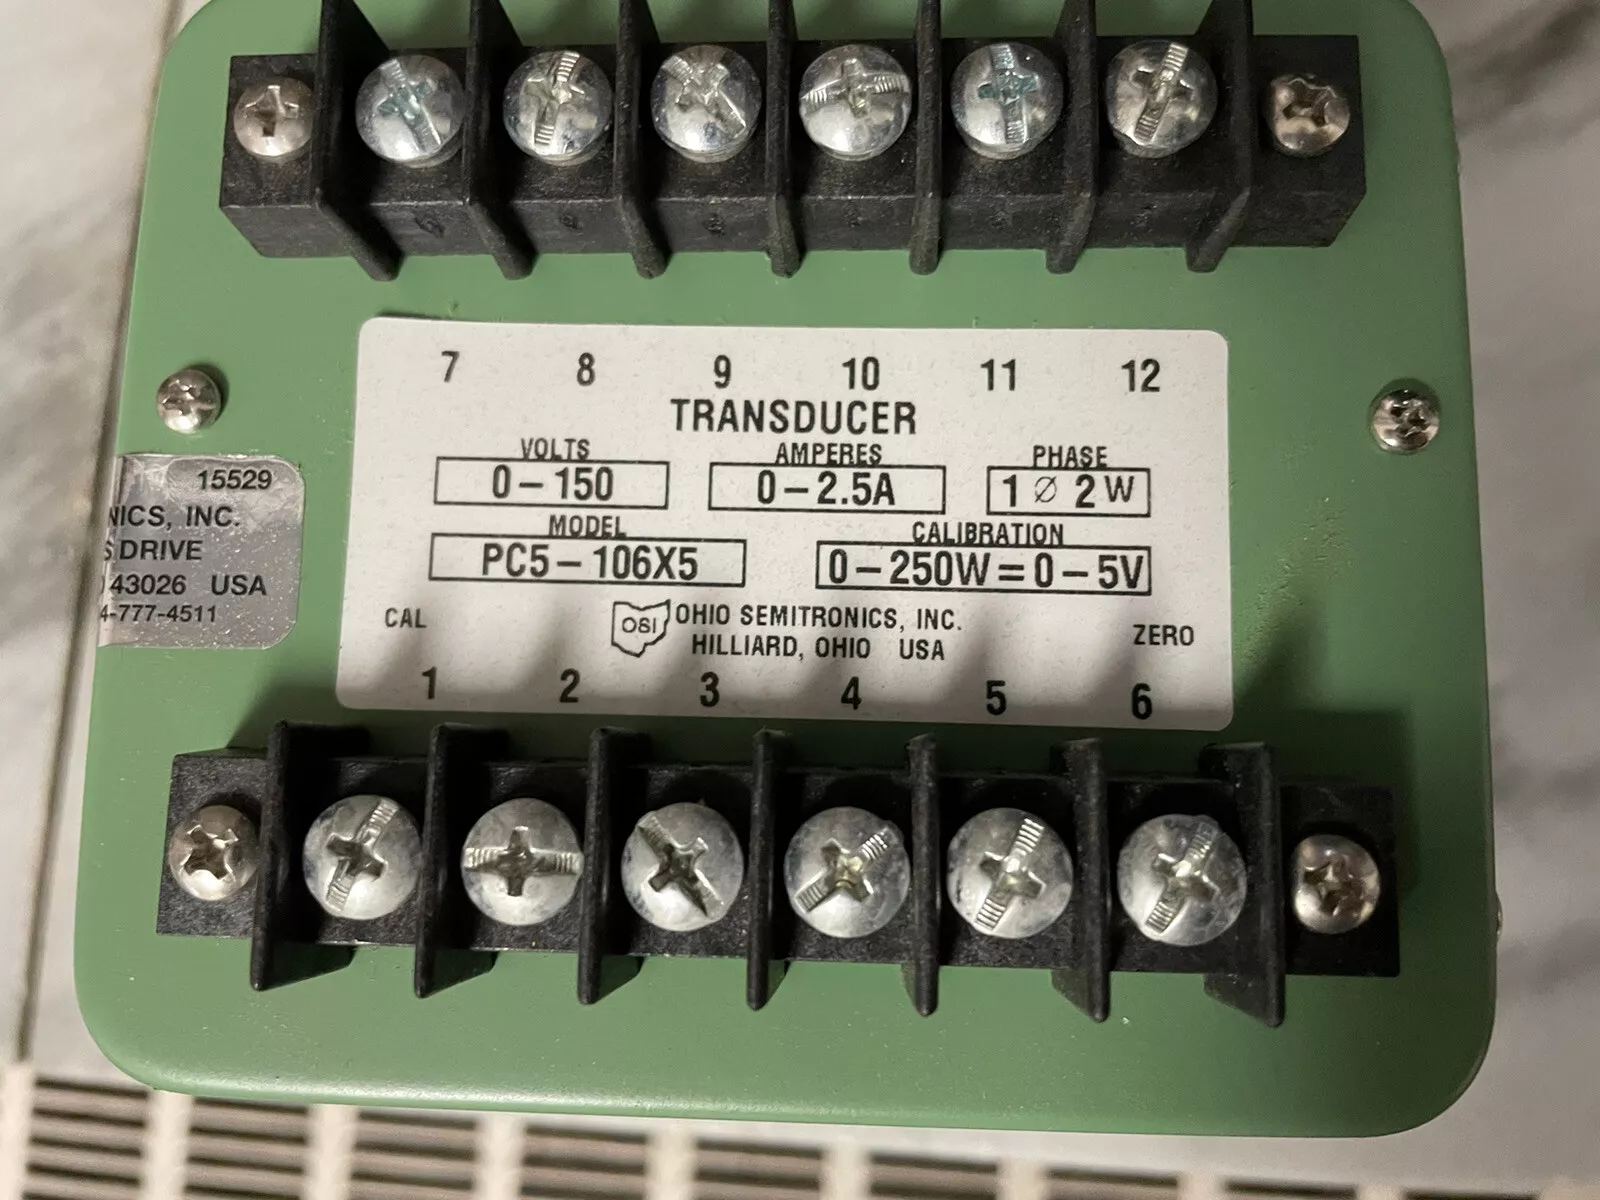 7 8 9 10 11 12
TRANSDUCER
VOLTS AMPERES PHASE
0-150 0-2.5A 1 ∅ 2 W
MODEL CALIBRATION
PC5-106X5 0-250W=0-5V
CAL OSI OHIO SEMITRONICS, INC. ZERO
HILLIARD, OHIO USA
1 2 3 4 5 6
15529
NICS, INC.
S DRIVE
43026 USA
4-777-4511